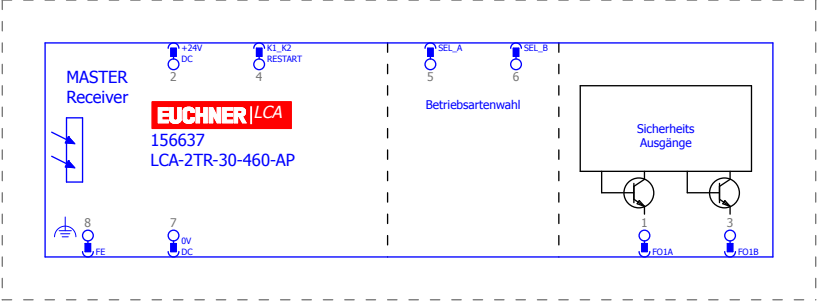 +24V
DC
2
K1_K2
RESTART
4
SEL_A
5
SEL_B
6
MASTER
Receiver
EUCHNER LCA
156637
LCA-2TR-30-460-AP
Betriebsartenwahl
Sicherheits
Ausgänge
8
FE
7
0V
DC
1
FO1A
3
FO1B